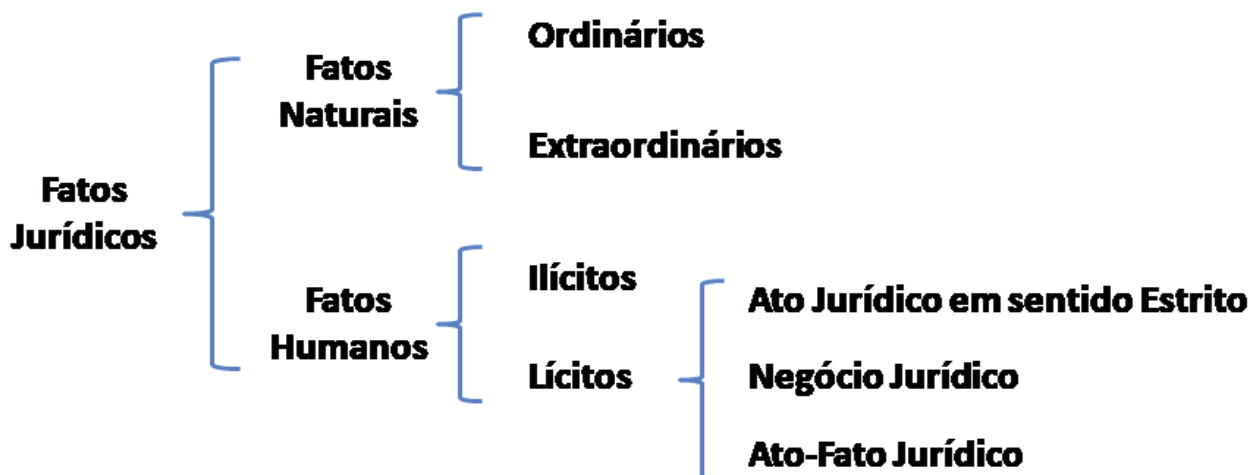 Fatos
Jurídicos
Fatos
Naturais
Ordinários
Extraordinários
Fatos
Humanos
Ilícitos
Lícitos
Ato Jurídico em sentido Estrito
Negócio Jurídico
Ato-Fato Jurídico